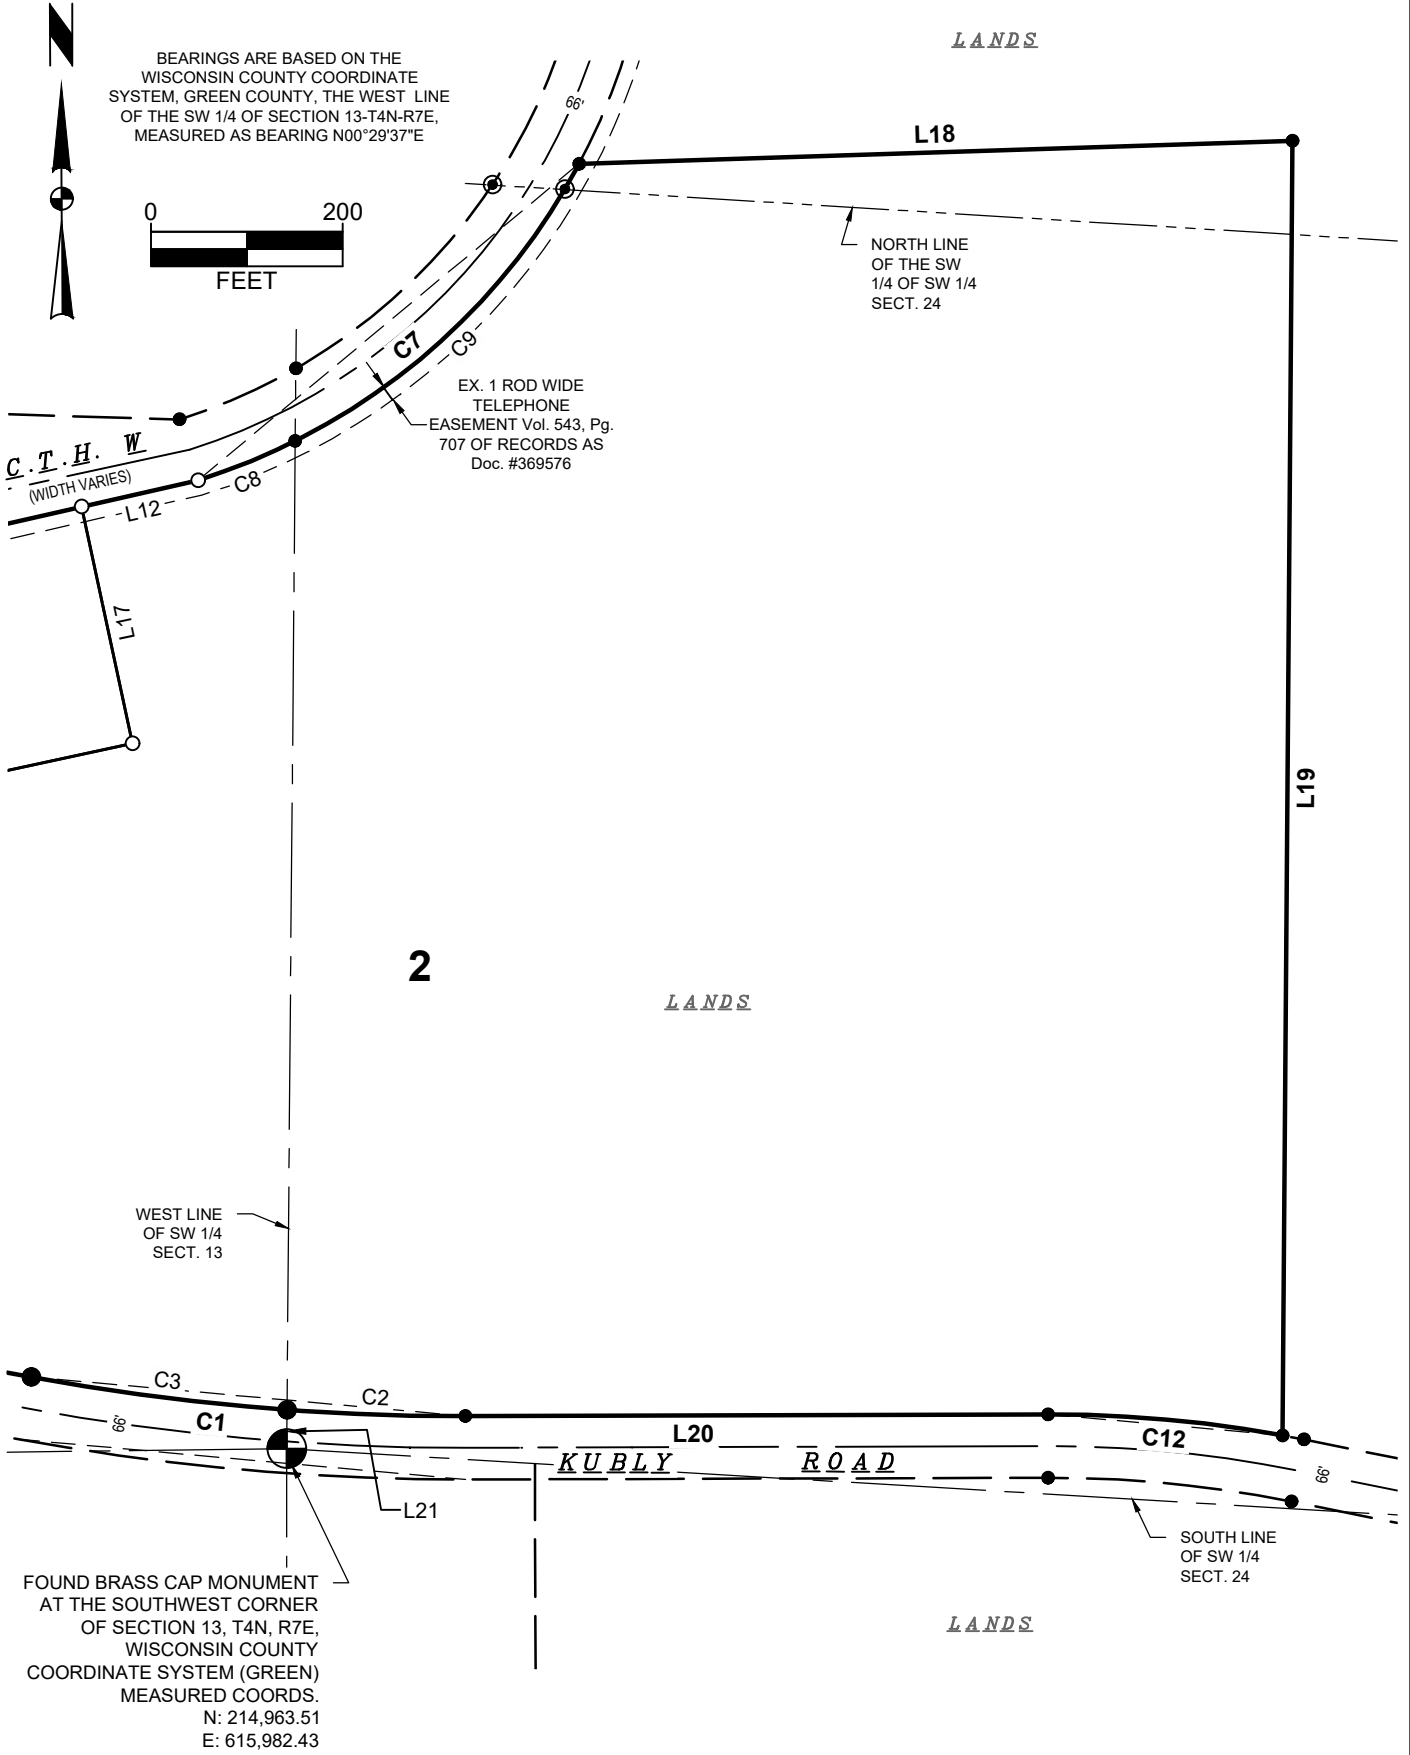 N
LANDS
BEARINGS ARE BASED ON THE
WISCONSIN COUNTY COORDINATE
SYSTEM, GREEN COUNTY, THE WEST LINE
OF THE SW 1/4 OF SECTION 13-T4N-R7E,
MEASURED AS BEARING N00°29'37"E
66'
L18
0 200
FEET
NORTH LINE
OF THE SW
1/4 OF SW 1/4
SECT. 24
C7
C9
EX. 1 ROD WIDE
TELEPHONE
EASEMENT Vol. 543, Pg.
707 OF RECORDS AS
Doc. #369576
C.T.H. W
(WIDTH VARIES)
C8
L12
L17
L19
2
LANDS
WEST LINE
OF SW 1/4
SECT. 13
C3
C2
66'
C1
L20
C12
KUBLY ROAD
66'
L21
SOUTH LINE
OF SW 1/4
SECT. 24
FOUND BRASS CAP MONUMENT
AT THE SOUTHWEST CORNER
OF SECTION 13, T4N, R7E,
WISCONSIN COUNTY
COORDINATE SYSTEM (GREEN)
MEASURED COORDS.
N: 214,963.51
E: 615,982.43
LANDS